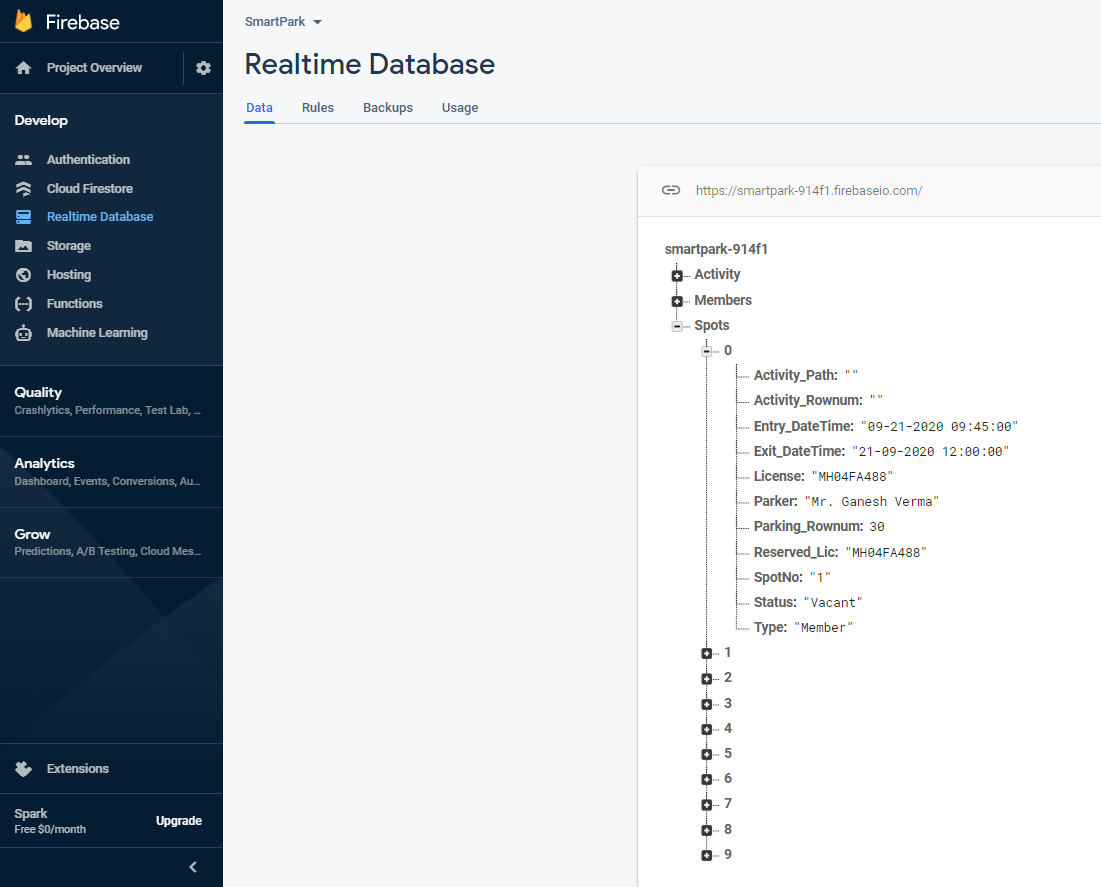 Firebase
Project Overview
Develop
Authentication
Cloud Firestore
Realtime Database
Storage
Hosting
Functions
Machine Learning
Quality
Crashlytics, Performance, Test Lab, ...
Analytics
Dashboard, Events, Conversions, Au...
Grow
Predictions, A/B Testing, Cloud Mes...
Extensions
Spark
Free $0/month
Upgrade
SmartPark
Realtime Database
Data Rules Backups Usage
https://smartpark-914f1.firebaseio.com/
smartpark-914f1
Activity
Members
Spots
0
Activity_Path: ""
Activity_Rownum: ""
Entry_DateTime: "09-21-2020 09:45:00"
Exit_DateTime: "21-09-2020 12:00:00"
License: "MH04FA488"
Parker: "Mr. Ganesh Verma"
Parking_Rownum: 30
Reserved_Lic: "MH04FA488"
SpotNo: "1"
Status: "Vacant"
Type: "Member"
1
2
3
4
5
6
7
8
9